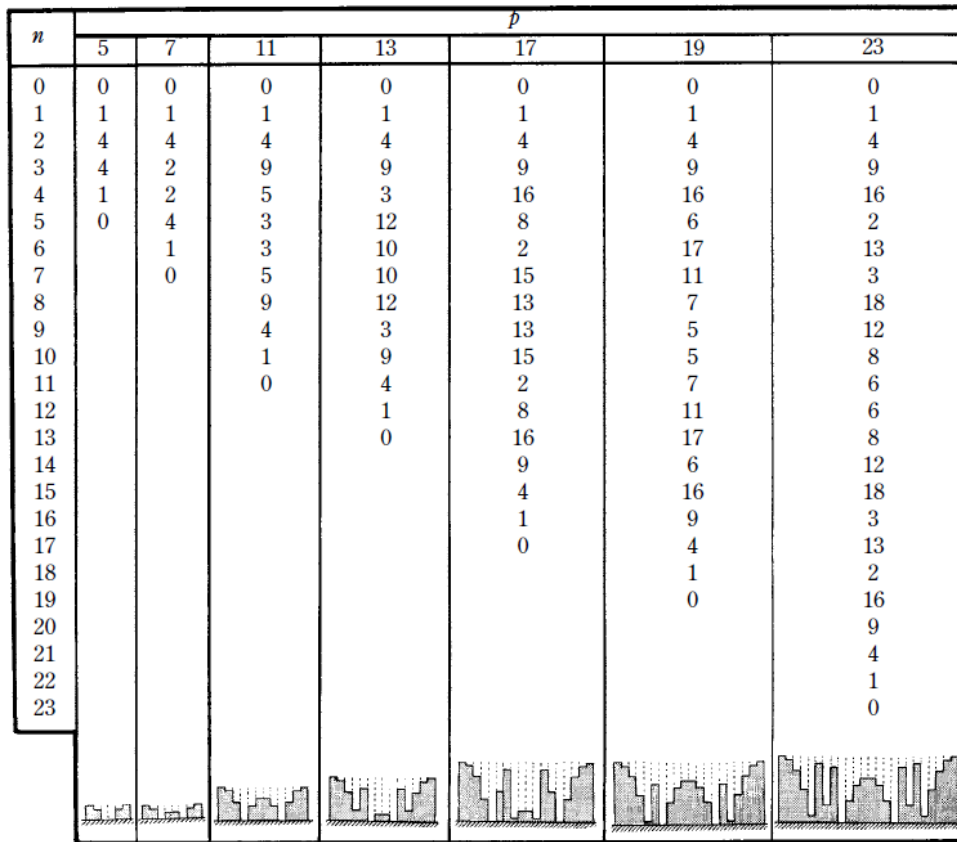 p
n 5 7 11 13 17 19 23
0 0 0 0 0 0 0 0
1 1 1 1 1 1 1 1
2 4 4 4 4 4 4 4
3 4 2 9 9 9 9 9
4 1 2 5 3 16 16 16
5 0 4 3 12 8 6 2
6 1 3 10 2 17 13
7 0 5 10 15 11 3
8 9 12 13 7 18
9 4 3 13 5 12
10 1 9 15 5 8
11 0 4 2 7 6
12 1 8 11 6
13 0 16 17 8
14 9 6 12
15 4 16 18
16 1 9 3
17 0 4 13
18 1 2
19 0 16
20 9
21 4
22 1
23 0